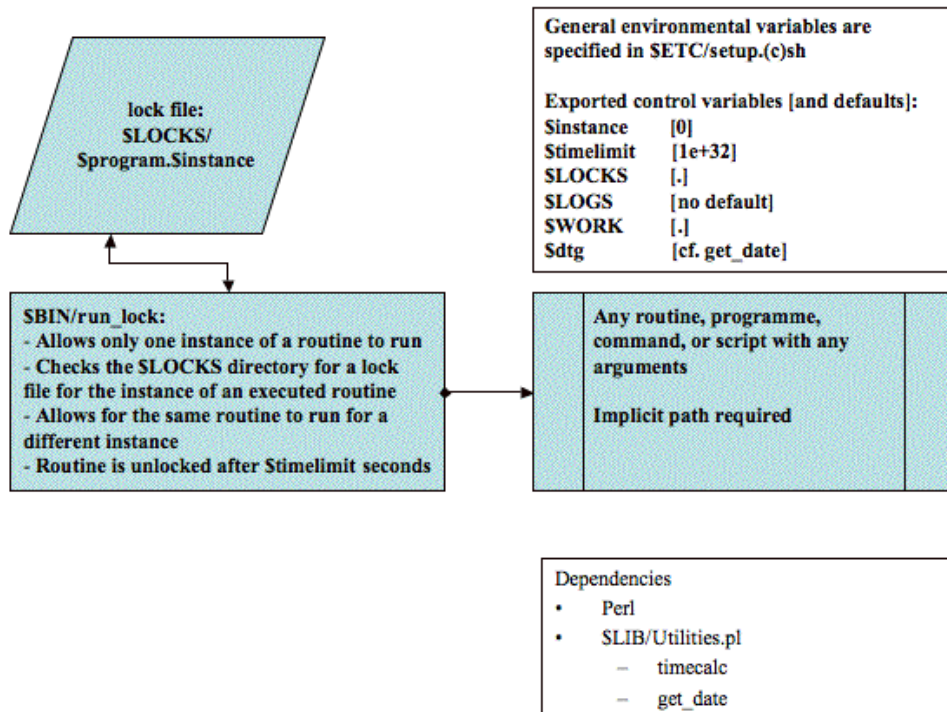 lock file:
$LOCKS/
$program.$instance
General environmental variables are
specified in $ETC/setup.(c)sh
Exported control variables [and defaults]:
$instance [0]
$timelimit [1e+32]
$LOCKS [.]
$LOGS [no default]
$WORK [.]
$dtg [cf. get_date]
$BIN/run_lock:
- Allows only one instance of a routine to run
- Checks the $LOCKS directory for a lock
file for the instance of an executed routine
- Allows for the same routine to run for a
different instance
- Routine is unlocked after $timelimit seconds
Any routine, programme,
command, or script with any
arguments
Implicit path required
Dependencies
• Perl
• $LIB/Utilities.pl
– timecalc
– get_date